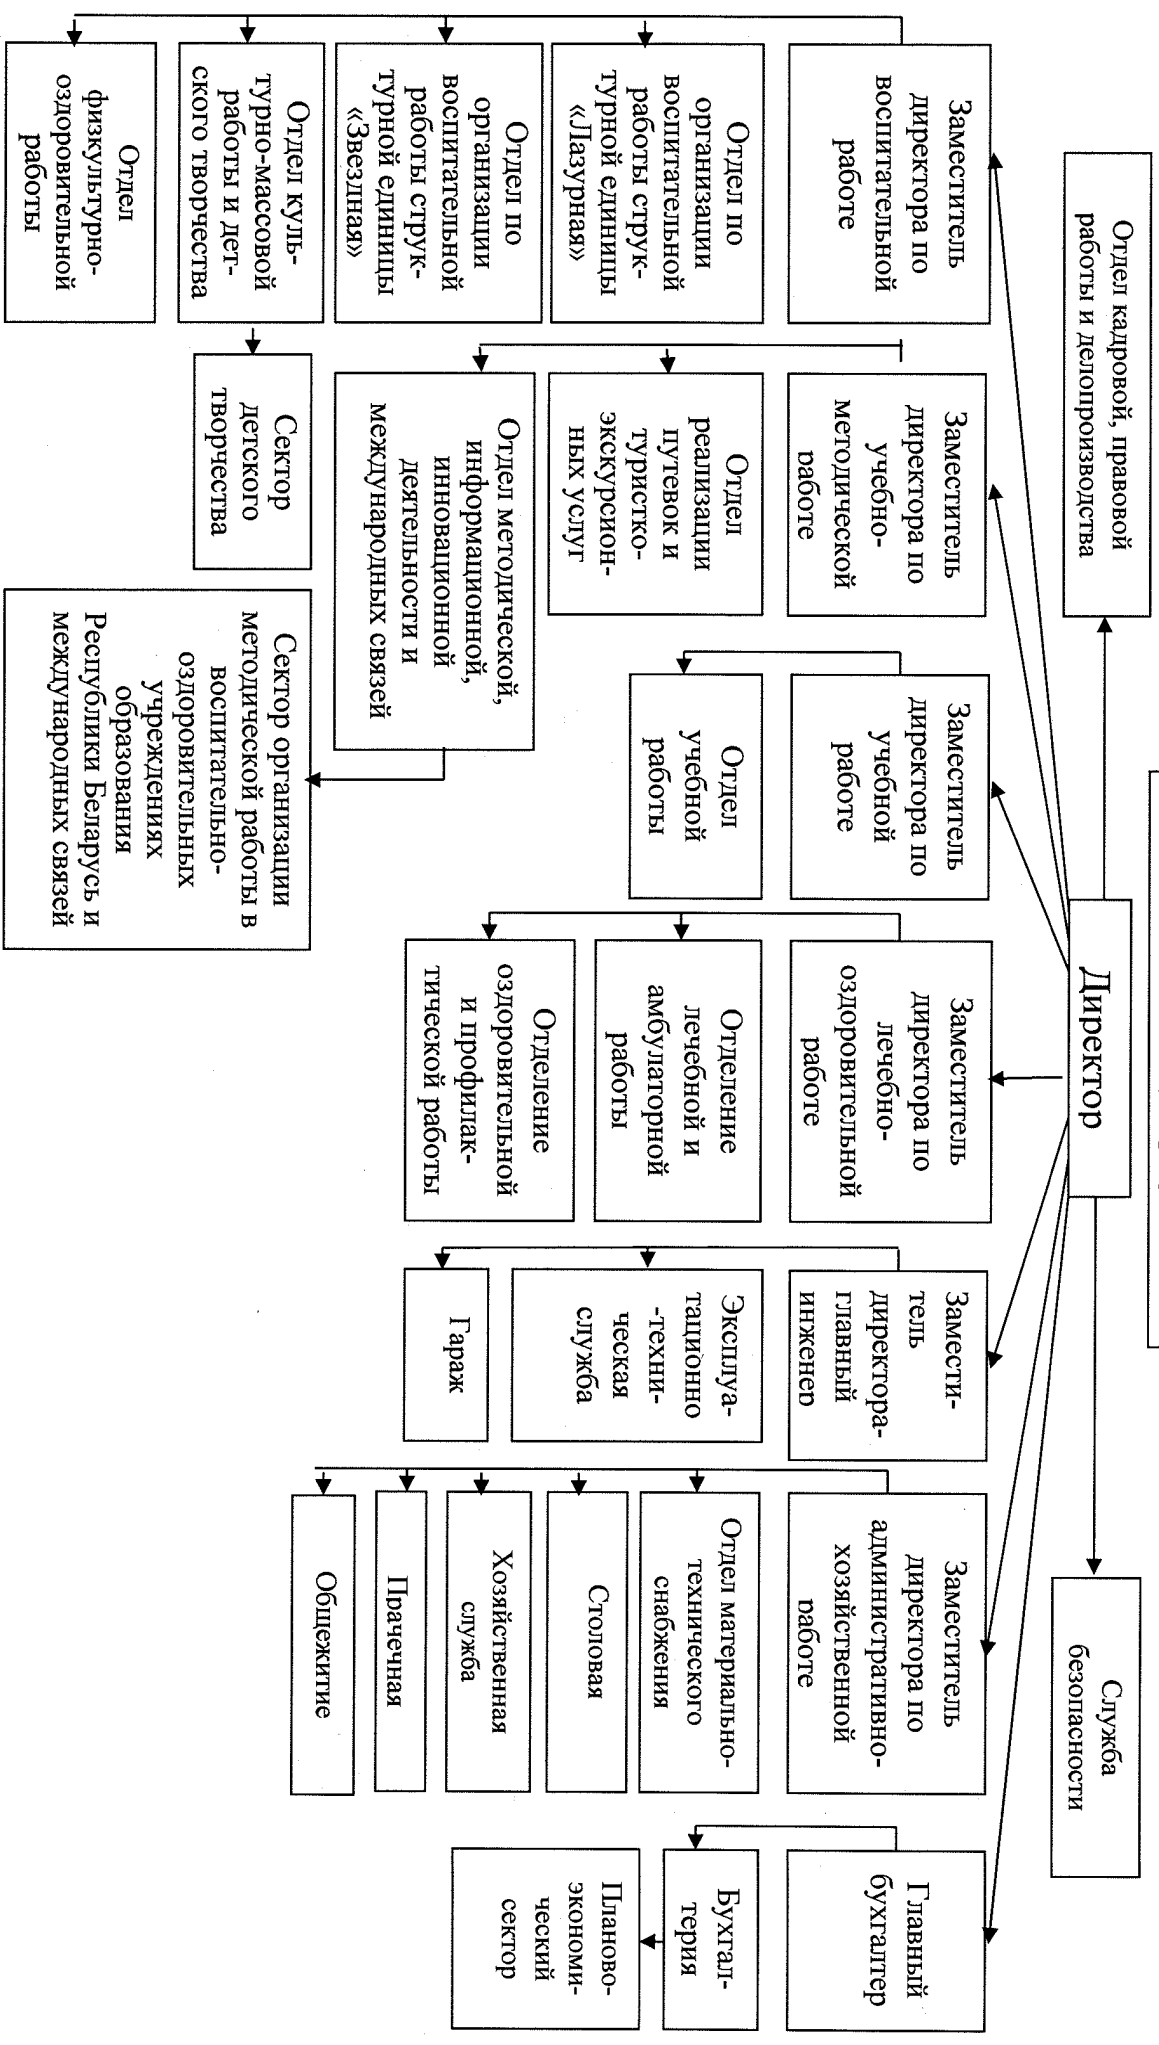 Директор
Отдел кадровой, правовой
работы и делопроизводства
Служба
безопасности
Заместитель
директора по
воспитательной
работе
Отдел по
организации
воспитательной
работы струк-
турной единицы
«Лазурная»
Отдел по
организации
воспитательной
работы струк-
турной единицы
«Звездная»
Отдел куль-
турно-массовой
работы и дет-
ского творчества
Сектор
детского
творчества
Отдел
физкультурно-
оздоровительной
работы
Заместитель
директора по
учебно-
методической
работе
Отдел
реализации
путевок и
туристко-
экскурсион-
ных услуг
Отдел методической,
информационной,
инновационной
деятельности и
международных связей
Сектор организации
методической работы в
воспитательно-
оздоровительных
учреждениях
образования
Республики Беларусь и
международных связей
Заместитель
директора по
учебной
работе
Отдел
учебной
работы
Заместитель
директора по
лечебно-
оздоровительной
работе
Отделение
лечебной и
амбулаторной
работы
Отделение
оздоровительной
и профилак-
тической работы
Замести-
тель
директора-
главный
инженер
Эксплуа-
тационно
-техни-
ческая
служба
Гараж
Заместитель
директора по
административно-
хозяйственной
работе
Отдел материально-
технического
снабжения
Столовая
Хозяйственная
служба
Прачечная
Общежитие
Главный
бухгалтер
Бухгал-
терия
Планово-
экономи-
ческий
сектор